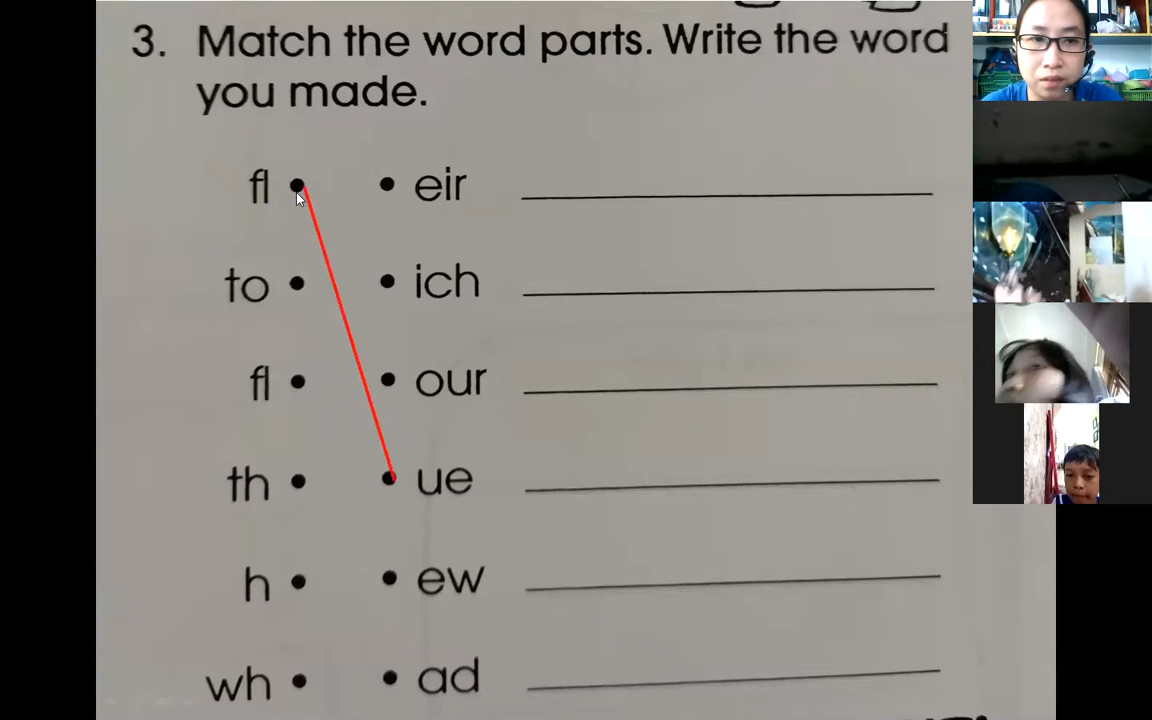 3. Match the word parts. Write the word
you made.
fl • • eir
to • • ich
fl • • our
th • • ue
h • • ew
wh • • ad